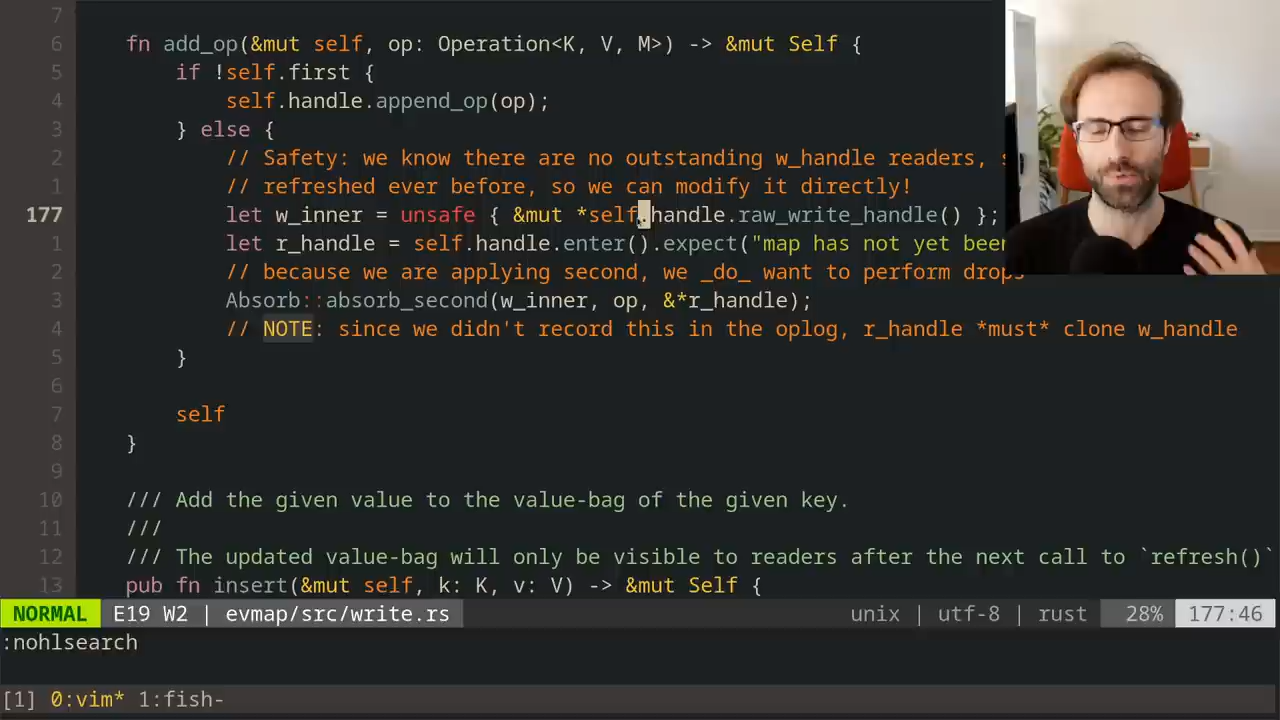 7
6 fn add_op(&mut self, op: Operation<K, V, M>) -> &mut Self {
5 if !self.first {
4 self.handle.append_op(op);
3 } else {
2 // Safety: we know there are no outstanding w_handle readers,
1 // refreshed ever before, so we can modify it directly!
177 let w_inner = unsafe { &mut *self.handle.raw_write_handle() };
1 let r_handle = self.handle.enter().expect("map has not yet been
2 // because we are applying second, we _do_ want to perform drops
3 Absorb::absorb_second(w_inner, op, &*r_handle);
4 // NOTE: since we didn't record this in the oplog, r_handle *must* clone w_handle
5 }
6
7 self
8 }
9
10 /// Add the given value to the value-bag of the given key.
11 ///
12 /// The updated value-bag will only be visible to readers after the next call to `refresh()`
13 pub fn insert(&mut self, k: K, v: V) -> &mut Self {
NORMAL E19 W2 | evmap/src/write.rs unix | utf-8 | rust 28% 177:46
:nohlsearch
[1] 0:vim* 1:fish-